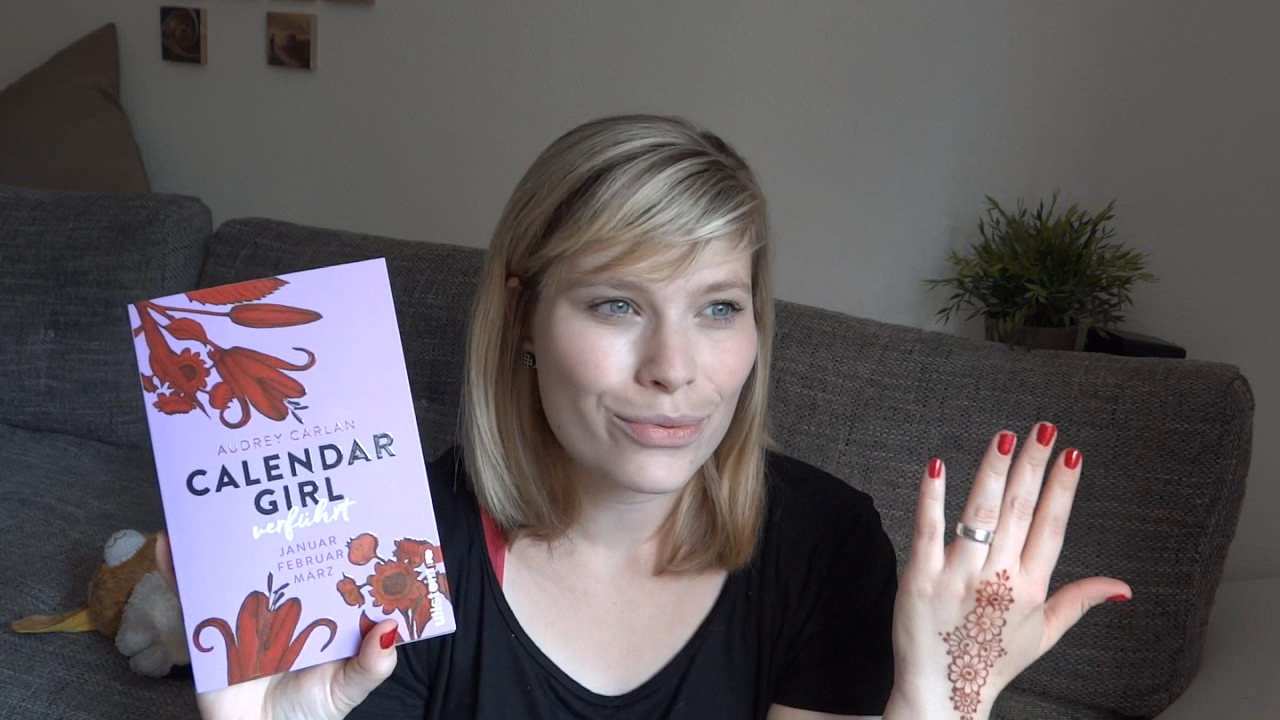 AUDREY CARLAN
CALENDAR
GIRL
verführt
JANUAR
FEBRUAR
MÄRZ
ullstein